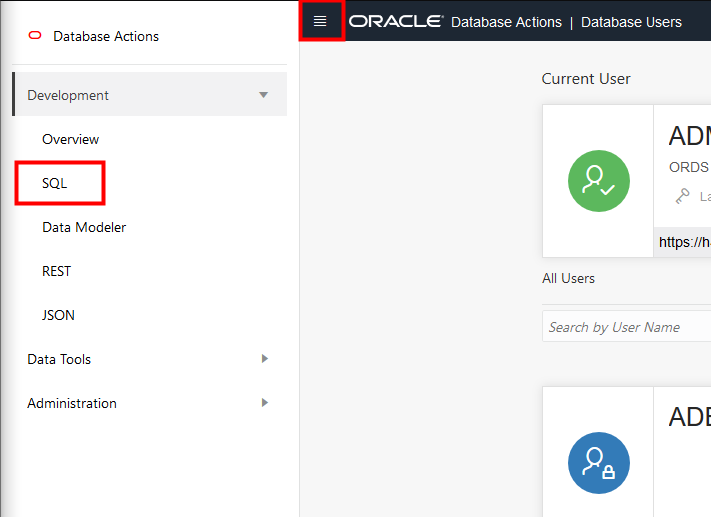 Database Actions
Development
Overview
SQL
Data Modeler
REST
JSON
Data Tools
Administration
ORACLE Database Actions | Database Users
Current User
ADM
ORDS
La
https://h
All Users
Search by User Name
ADB